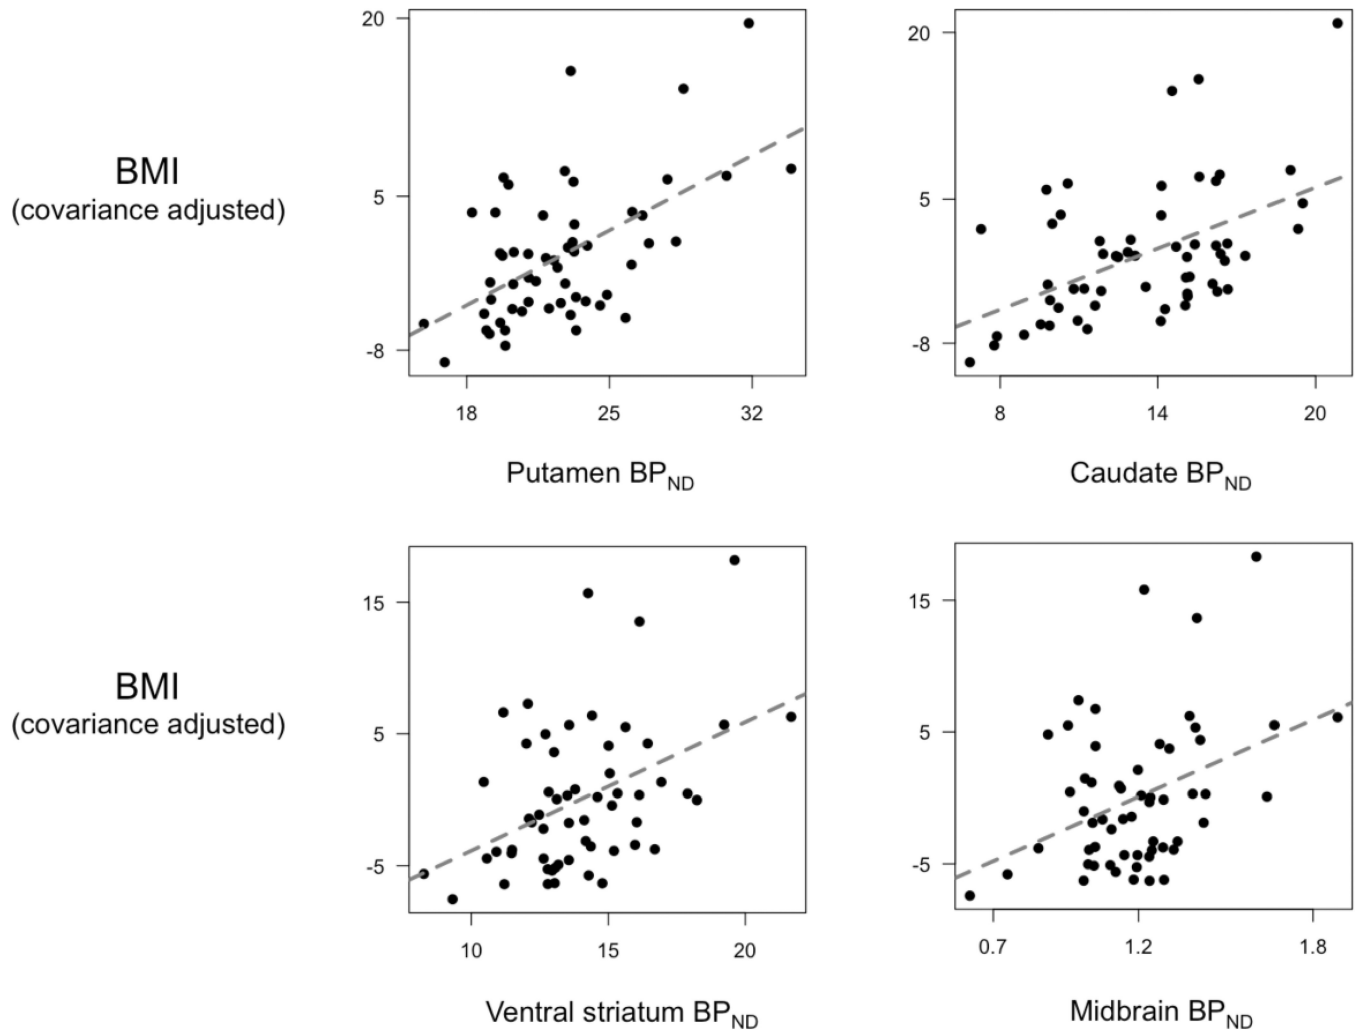 20
5
-8
BMI
(covariance adjusted)
18 25 32
Putamen BPND
20
5
-8
8 14 20
Caudate BPND
15
5
-5
BMI
(covariance adjusted)
10 15 20
Ventral striatum BPND
15
5
-5
0.7 1.2 1.8
Midbrain BPND